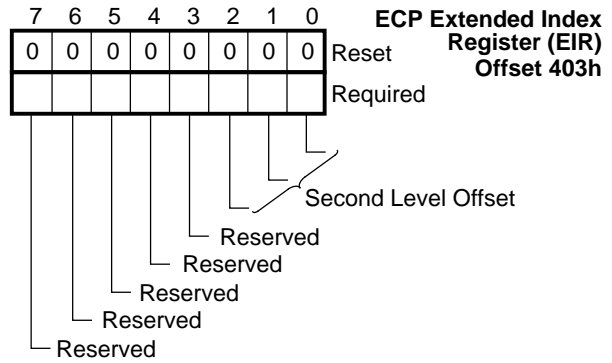 7 6 5 4 3 2 1 0
ECP Extended Index
Register (EIR)
Offset 403h
0 0 0 0 0 0 0 0 Reset
Required
Second Level Offset
Reserved
Reserved
Reserved
Reserved
Reserved